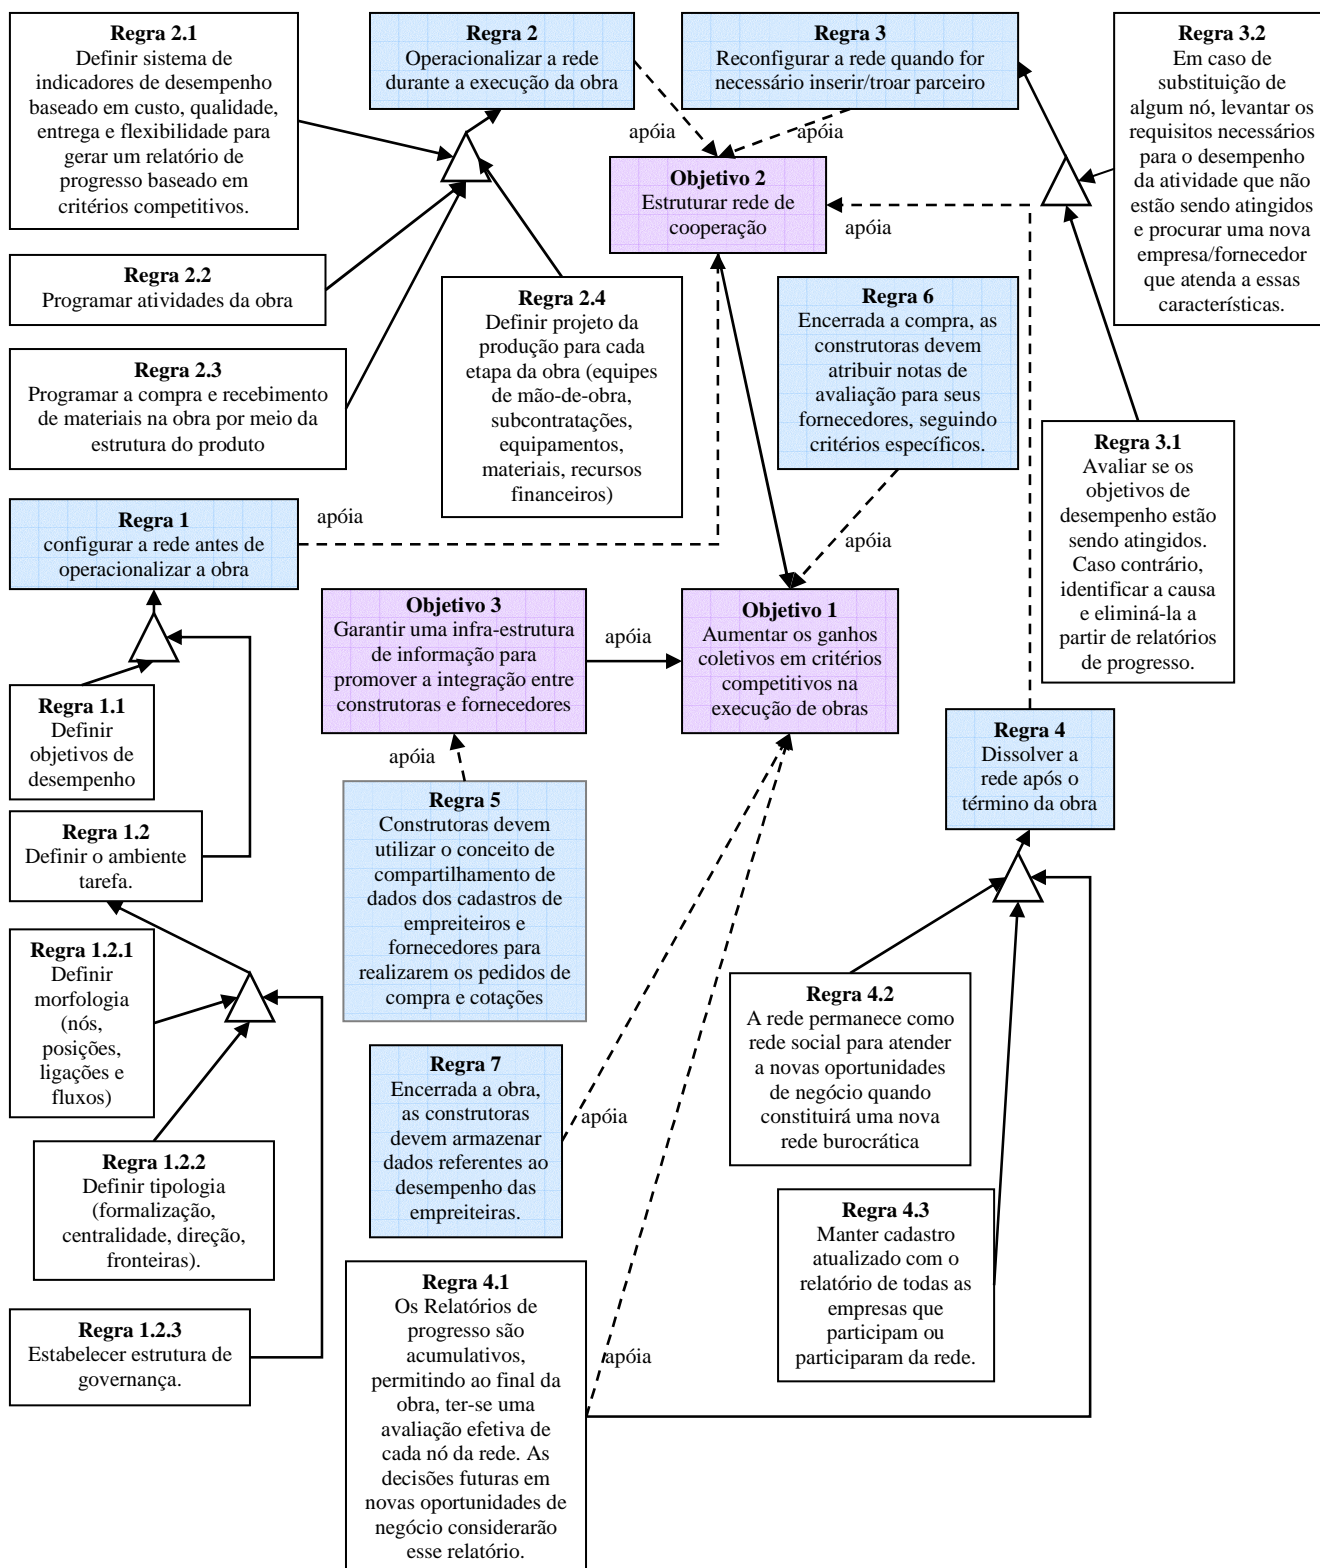 Regra 2.1
Definir sistema de
indicadores de desempenho
baseado em custo, qualidade,
entrega e flexibilidade para
gerar um relatório de
progresso baseado em
critérios competitivos.
Regra 2
Operacionalizar a rede
durante a execução da obra
Regra 3
Reconfigurar a rede quando for
necessário inserir/troar parceiro
Regra 3.2
Em caso de
substituição de
algum nó, levantar os
requisitos necessários
para o desempenho
da atividade que não
estão sendo atingidos
e procurar uma nova
empresa/fornecedor
que atenda a essas
características.
apóia
apóia
Objetivo 2
Estruturar rede de
cooperação
apóia
Regra 2.2
Programar atividades da obra
Regra 2.3
Programar a compra e recebimento
de materiais na obra por meio da
estrutura do produto
Regra 2.4
Definir projeto da
produção para cada
etapa da obra (equipes
de mão-de-obra,
subcontratações,
equipamentos,
materiais, recursos
financeiros)
Regra 6
Encerrada a compra, as
construtoras devem
atribuir notas de
avaliação para seus
fornecedores, seguindo
critérios específicos.
Regra 3.1
Avaliar se os
objetivos de
desempenho estão
sendo atingidos.
Caso contrário,
identificar a causa
e eliminá-la a
partir de relatórios
de progresso.
Regra 1
configurar a rede antes de
operacionalizar a obra
apóia
apóia
Objetivo 3
Garantir uma infra-estrutura
de informação para
promover a integração entre
construtoras e fornecedores
apóia
Objetivo 1
Aumentar os ganhos
coletivos em critérios
competitivos na
execução de obras
Regra 1.1
Definir
objetivos de
desempenho
Regra 4
Dissolver a
rede após o
término da obra
apóia
Regra 5
Construtoras devem
utilizar o conceito de
compartilhamento de
dados dos cadastros de
empreiteiros e
fornecedores para
realizarem os pedidos de
compra e cotações
Regra 1.2
Definir o ambiente
tarefa.
Regra 1.2.1
Definir
morfologia
(nós,
posições,
ligações e
fluxos)
Regra 4.2
A rede permanece como
rede social para atender
a novas oportunidades
de negócio quando
constituirá uma nova
rede burocrática
Regra 7
Encerrada a obra,
as construtoras
devem armazenar
dados referentes ao
desempenho das
empreiteiras.
apóia
Regra 1.2.2
Definir tipologia
(formalização,
centralidade, direção,
fronteiras).
Regra 4.3
Manter cadastro
atualizado com o
relatório de todas as
empresas que
participam ou
participaram da rede.
Regra 4.1
Os Relatórios de
progresso são
acumulativos,
permitindo ao final da
obra, ter-se uma
avaliação efetiva de
cada nó da rede. As
decisões futuras em
novas oportunidades de
negócio considerarão
esse relatório.
apóia
Regra 1.2.3
Estabelecer estrutura de
governança.